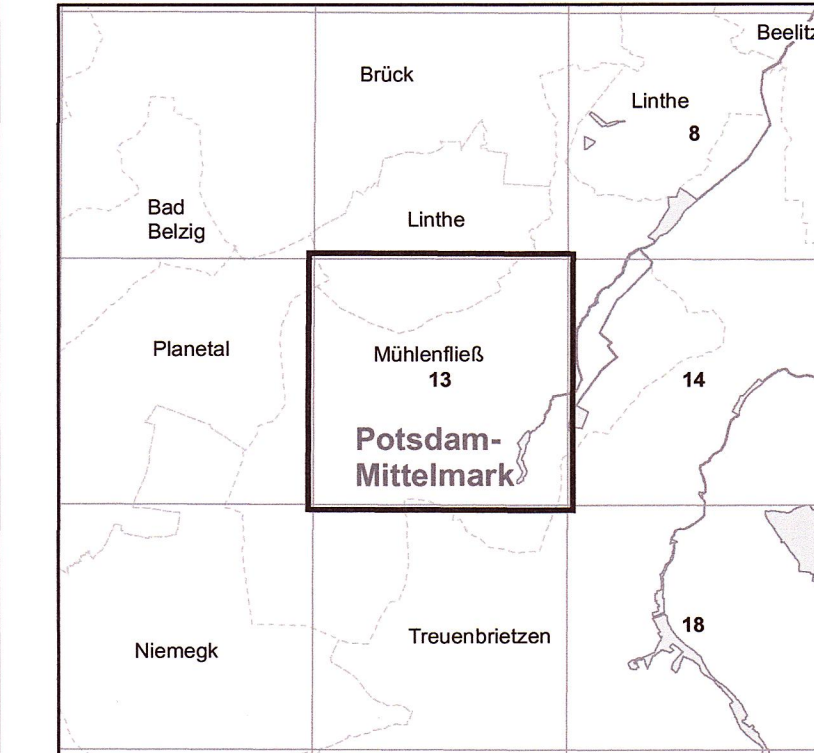 Beelitz
Brück
Linthe
8
Bad
Belzig
Linthe
Planetal
Mühlenfließ
13
14
Potsdam-
Mittelmark
18
Niemegk
Treuenbrietzen